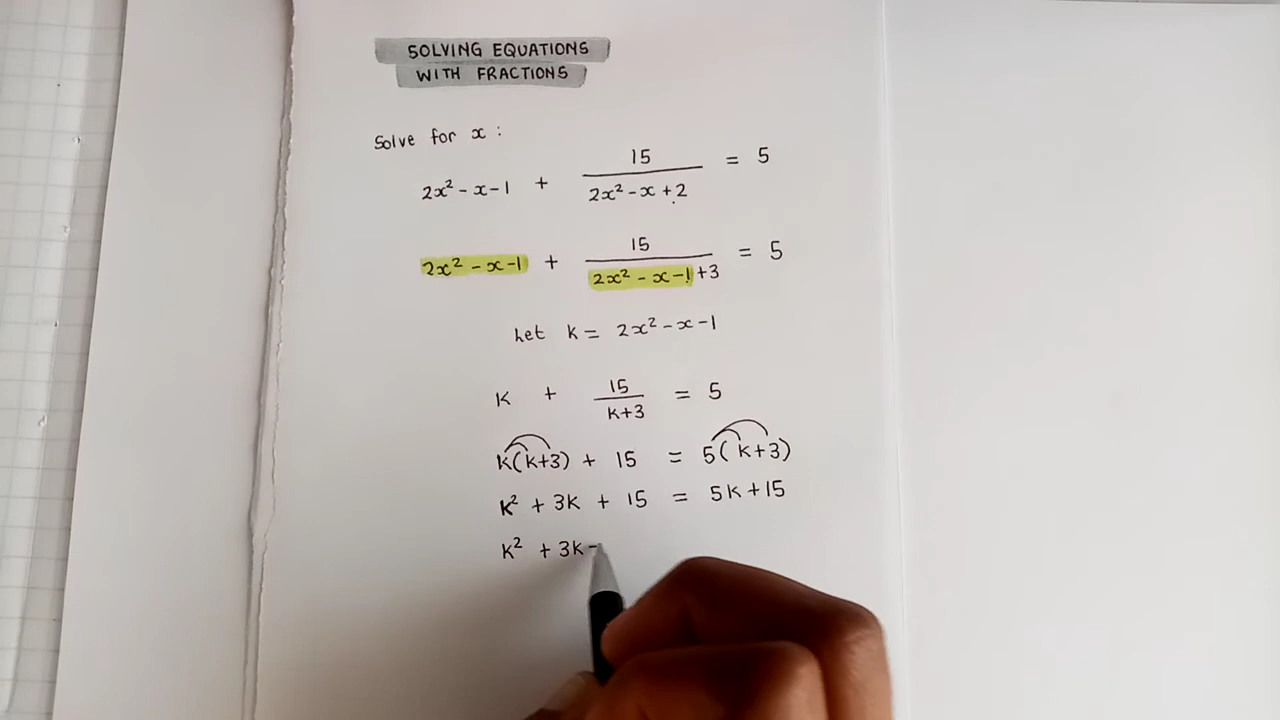 SOLVING EQUATIONS
WITH FRACTIONS
Solve for x :
2x² - x - 1 + 15 / (2x² - x + 2) = 5
2x² - x - 1 + 15 / (2x² - x - 1 + 3) = 5
Let k = 2x² - x - 1
k + 15 / (k+3) = 5
k(k+3) + 15 = 5(k+3)
k² + 3k + 15 = 5k + 15
k² + 3k -